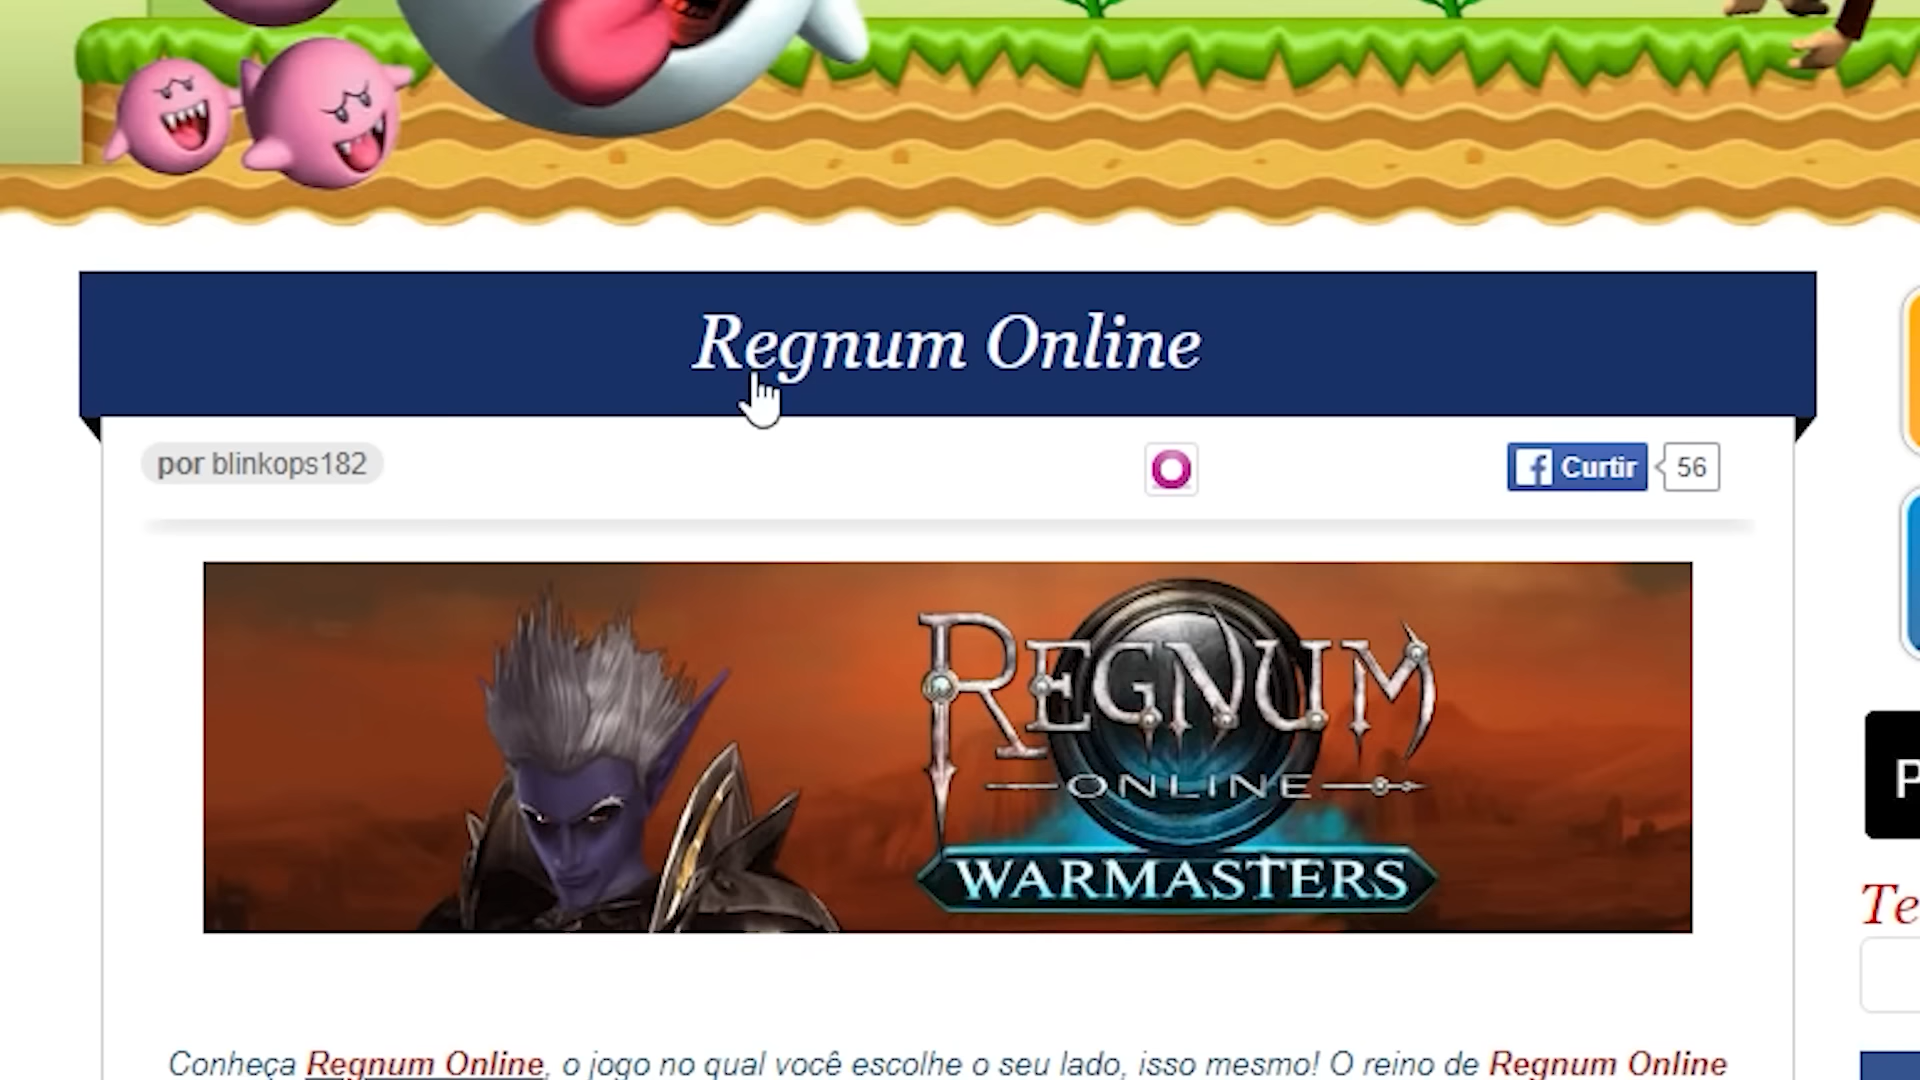 Regnum Online
por blinkops182
Curtir 56
REGNUM
ONLINE
WARMASTERS
Conheça Regnum Online, o jogo no qual você escolhe o seu lado, isso mesmo! O reino de Regnum Online